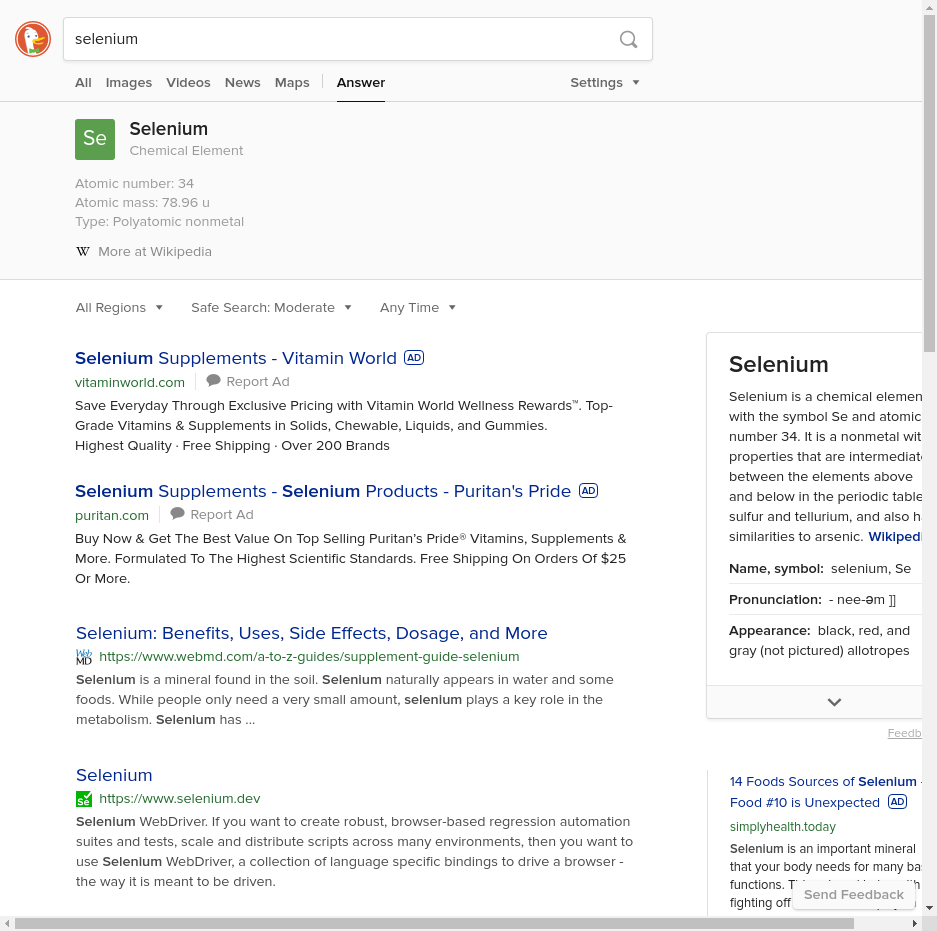 selenium
All Images Videos News Maps Answer Settings
Se
Selenium
Chemical Element
Atomic number: 34
Atomic mass: 78.96 u
Type: Polyatomic nonmetal
W More at Wikipedia
All Regions Safe Search: Moderate Any Time
Selenium Supplements - Vitamin World AD
vitaminworld.com Report Ad
Save Everyday Through Exclusive Pricing with Vitamin World Wellness Rewards™. Top-
Grade Vitamins & Supplements in Solids, Chewable, Liquids, and Gummies.
Highest Quality · Free Shipping · Over 200 Brands
Selenium Supplements - Selenium Products - Puritan's Pride AD
puritan.com Report Ad
Buy Now & Get The Best Value On Top Selling Puritan's Pride® Vitamins, Supplements &
More. Formulated To The Highest Scientific Standards. Free Shipping On Orders Of $25
Or More.
Selenium: Benefits, Uses, Side Effects, Dosage, and More
Web
MD
https://www.webmd.com/a-to-z-guides/supplement-guide-selenium
Selenium is a mineral found in the soil. Selenium naturally appears in water and some
foods. While people only need a very small amount, selenium plays a key role in the
metabolism. Selenium has ...
Selenium
Se https://www.selenium.dev
Selenium WebDriver. If you want to create robust, browser-based regression automation
suites and tests, scale and distribute scripts across many environments, then you want to
use Selenium WebDriver, a collection of language specific bindings to drive a browser -
the way it is meant to be driven.
Selenium
Selenium is a chemical elemen
with the symbol Se and atomic
number 34. It is a nonmetal wit
properties that are intermediat
between the elements above
and below in the periodic table
sulfur and tellurium, and also h
similarities to arsenic. Wikiped
Name, symbol: selenium, Se
Pronunciation: - nee-əm ]]
Appearance: black, red, and
gray (not pictured) allotropes
Feedb
14 Foods Sources of Selenium -
Food #10 is Unexpected AD
simplyhealth.today
Selenium is an important mineral
that your body needs for many ba
functions.
fighting off
Send Feedback